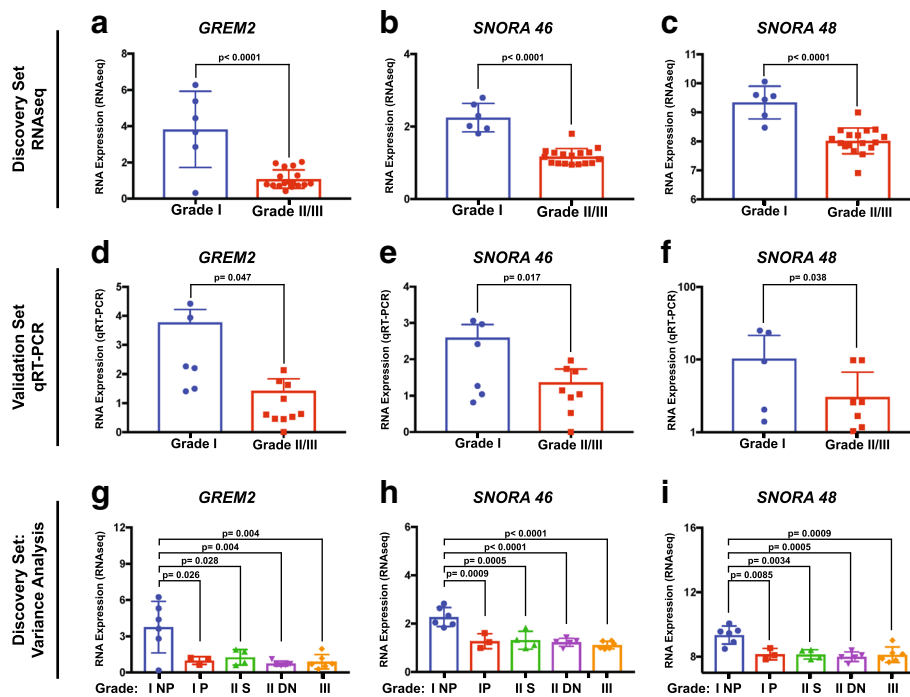 a
GREM2
b
SNORA 46
c
SNORA 48
Discovery Set
RNAseq
RNA Expression (RNAseq)
8
6
4
2
0
p< 0.0001
Grade I
Grade II/III
RNA Expression (RNAseq)
4
2
0
p< 0.0001
Grade I
Grade II/III
RNA Expression (RNAseq)
11
10
9
8
7
6
p< 0.0001
Grade I
Grade II/III
d
GREM2
e
SNORA 46
f
SNORA 48
Validation Set
qRT-PCR
RNA Expression (qRT-PCR)
5
4
3
2
1
0
p= 0.047
Grade I
Grade II/III
RNA Expression (qRT-PCR)
4
3
2
1
0
p= 0.017
Grade I
Grade II/III
RNA Expression (qRT-PCR)
100
10
1
p= 0.038
Grade I
Grade II/III
g
GREM2
h
SNORA 46
i
SNORA 48
Discovery Set:
Variance Analysis
RNA Expression (RNAseq)
12
9
6
3
0
p= 0.004
p= 0.004
p= 0.028
p= 0.026
Grade: I NP I P II S II DN III
RNA Expression (RNAseq)
6
4
2
0
p< 0.0001
p< 0.0001
p= 0.0005
p= 0.0009
Grade: I NP IP II S II DN III
RNA Expression (RNAseq)
16
12
8
p= 0.0009
p= 0.0005
p= 0.0034
p= 0.0085
Grade: I NP I P II S II DN III